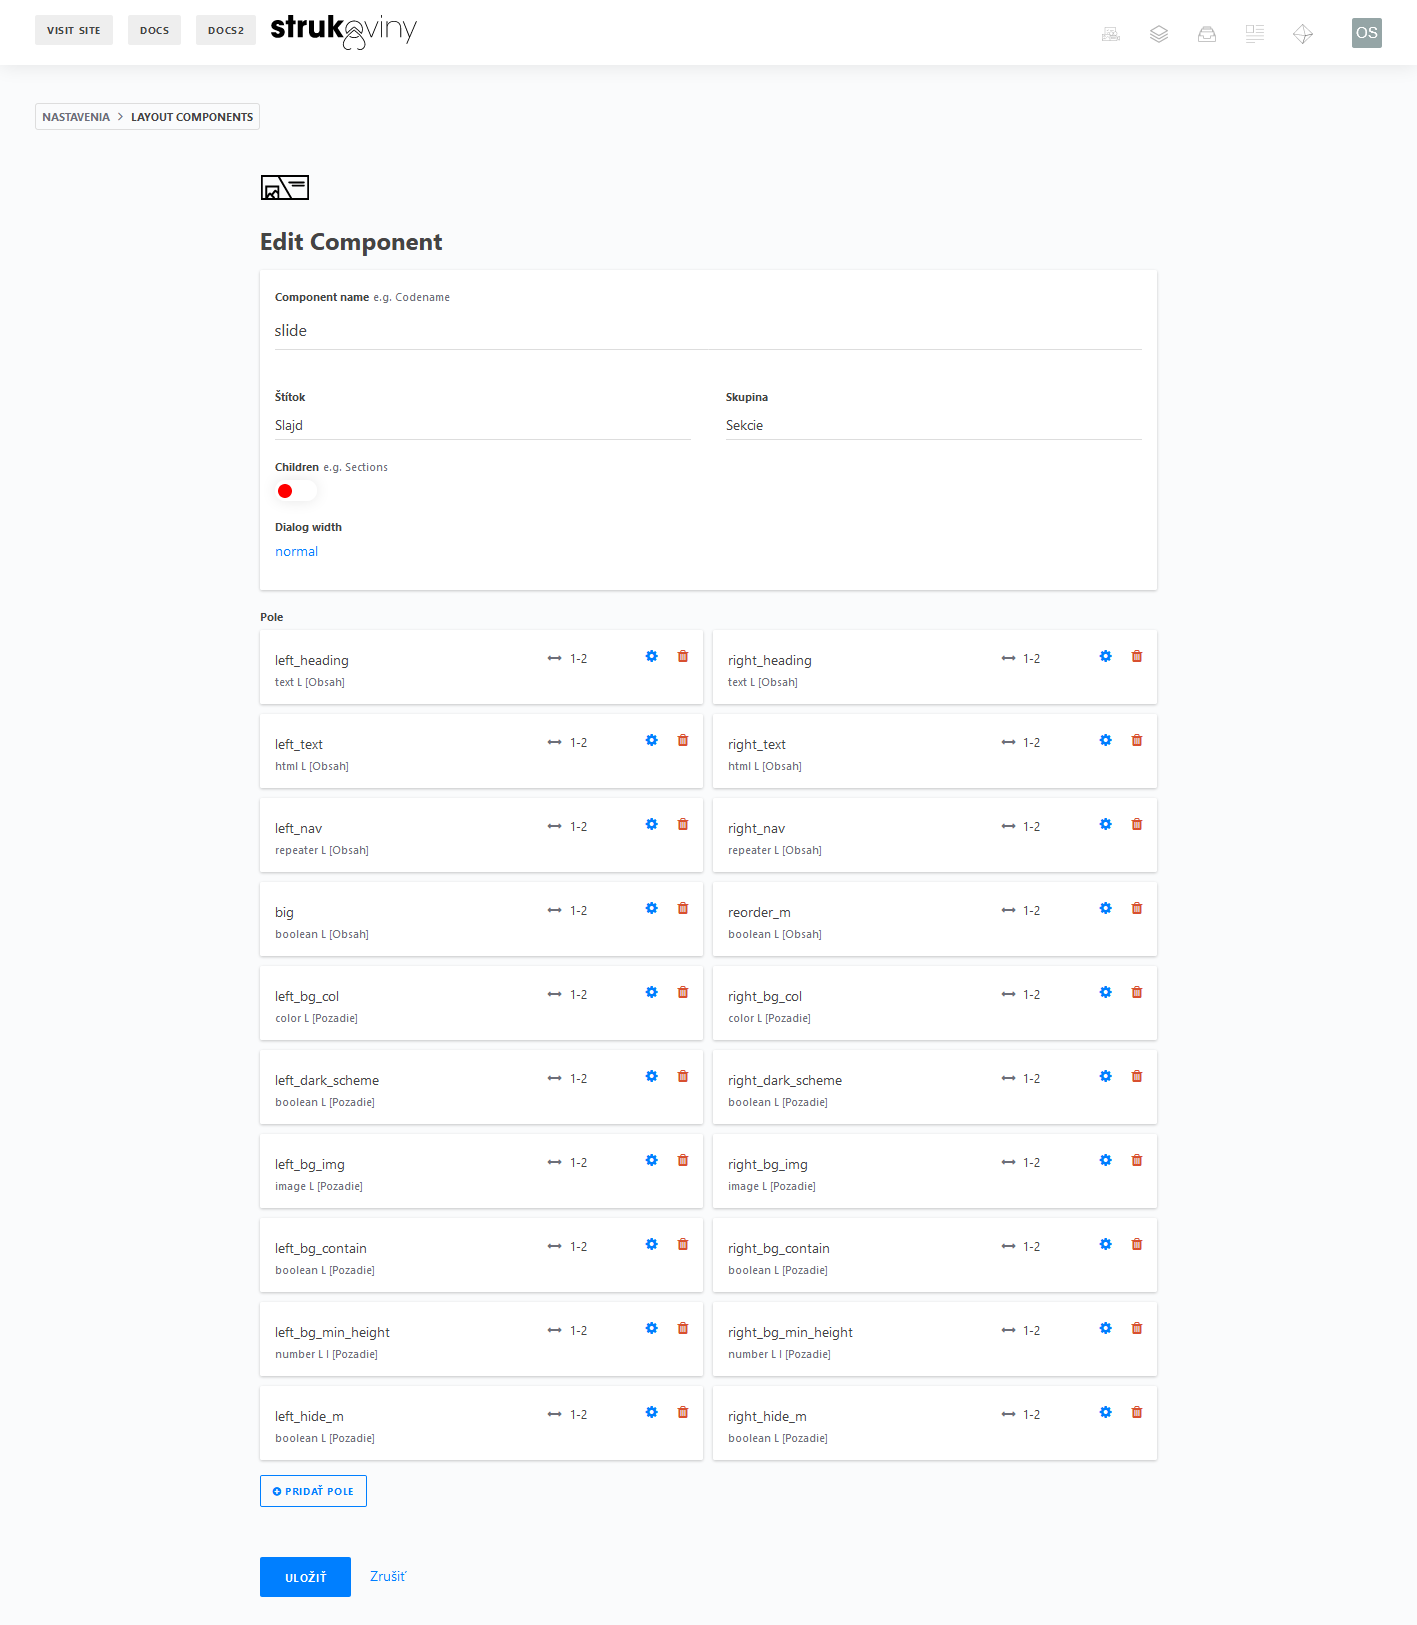 VISIT SITE DOCS DOCS2 strukoviny OS
NASTAVENIA > LAYOUT COMPONENTS
Edit Component
Component name e.g. Codename
slide
Štítok Skupina
Slajd Sekcie
Children e.g. Sections
Dialog width
normal
Pole
left_heading 1-2 right_heading 1-2
text L [Obsah] text L [Obsah]
left_text 1-2 right_text 1-2
html L [Obsah] html L [Obsah]
left_nav 1-2 right_nav 1-2
repeater L [Obsah] repeater L [Obsah]
big 1-2 reorder_m 1-2
boolean L [Obsah] boolean L [Obsah]
left_bg_col 1-2 right_bg_col 1-2
color L [Pozadie] color L [Pozadie]
left_dark_scheme 1-2 right_dark_scheme 1-2
boolean L [Pozadie] boolean L [Pozadie]
left_bg_img 1-2 right_bg_img 1-2
image L [Pozadie] image L [Pozadie]
left_bg_contain 1-2 right_bg_contain 1-2
boolean L [Pozadie] boolean L [Pozadie]
left_bg_min_height 1-2 right_bg_min_height 1-2
number L I [Pozadie] number L I [Pozadie]
left_hide_m 1-2 right_hide_m 1-2
boolean L [Pozadie] boolean L [Pozadie]
PRIDAŤ POLE
ULOŽIŤ Zrušiť